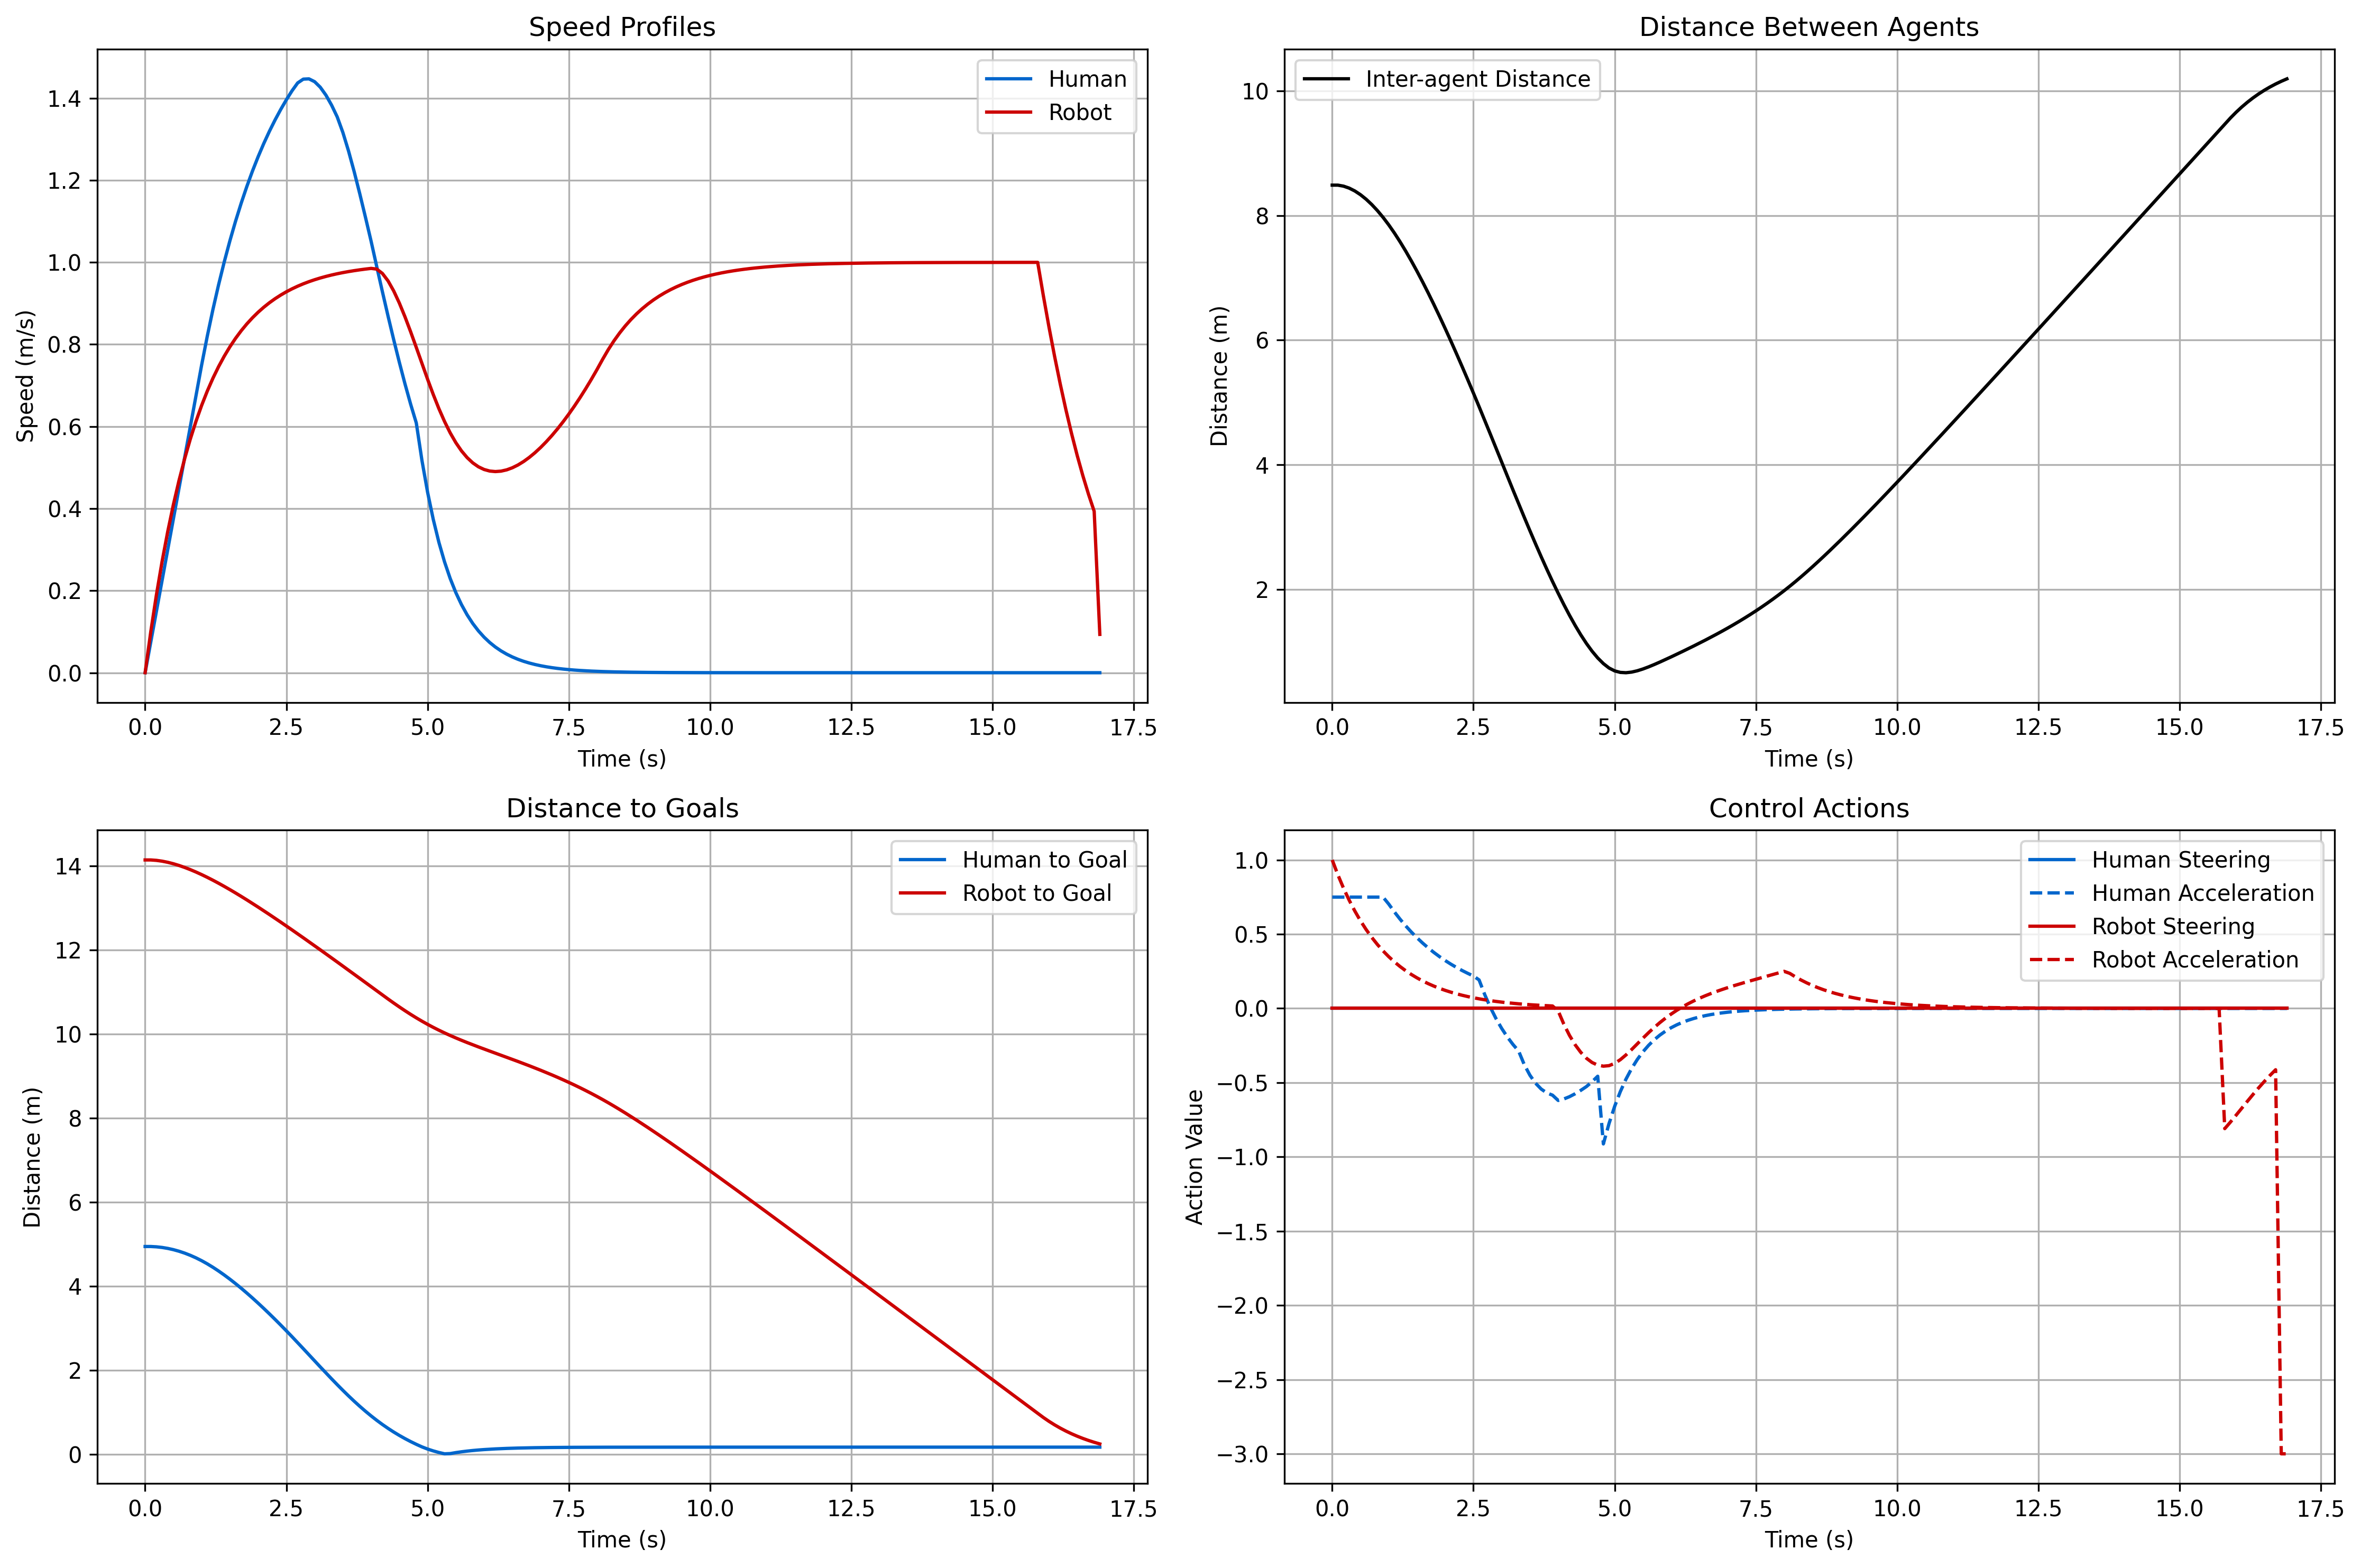 Speed Profiles
Speed (m/s)
1.4
1.2
1.0
0.8
0.6
0.4
0.2
0.0
Human
Robot
0.0 2.5 5.0 7.5 10.0 12.5 15.0 17.5
Time (s)
Distance Between Agents
Distance (m)
10
8
6
4
2
Inter-agent Distance
0.0 2.5 5.0 7.5 10.0 12.5 15.0 17.5
Time (s)
Distance to Goals
Distance (m)
14
12
10
8
6
4
2
0
Human to Goal
Robot to Goal
0.0 2.5 5.0 7.5 10.0 12.5 15.0 17.5
Time (s)
Control Actions
Action Value
1.0
0.5
0.0
−0.5
−1.0
−1.5
−2.0
−2.5
−3.0
Human Steering
Human Acceleration
Robot Steering
Robot Acceleration
0.0 2.5 5.0 7.5 10.0 12.5 15.0 17.5
Time (s)